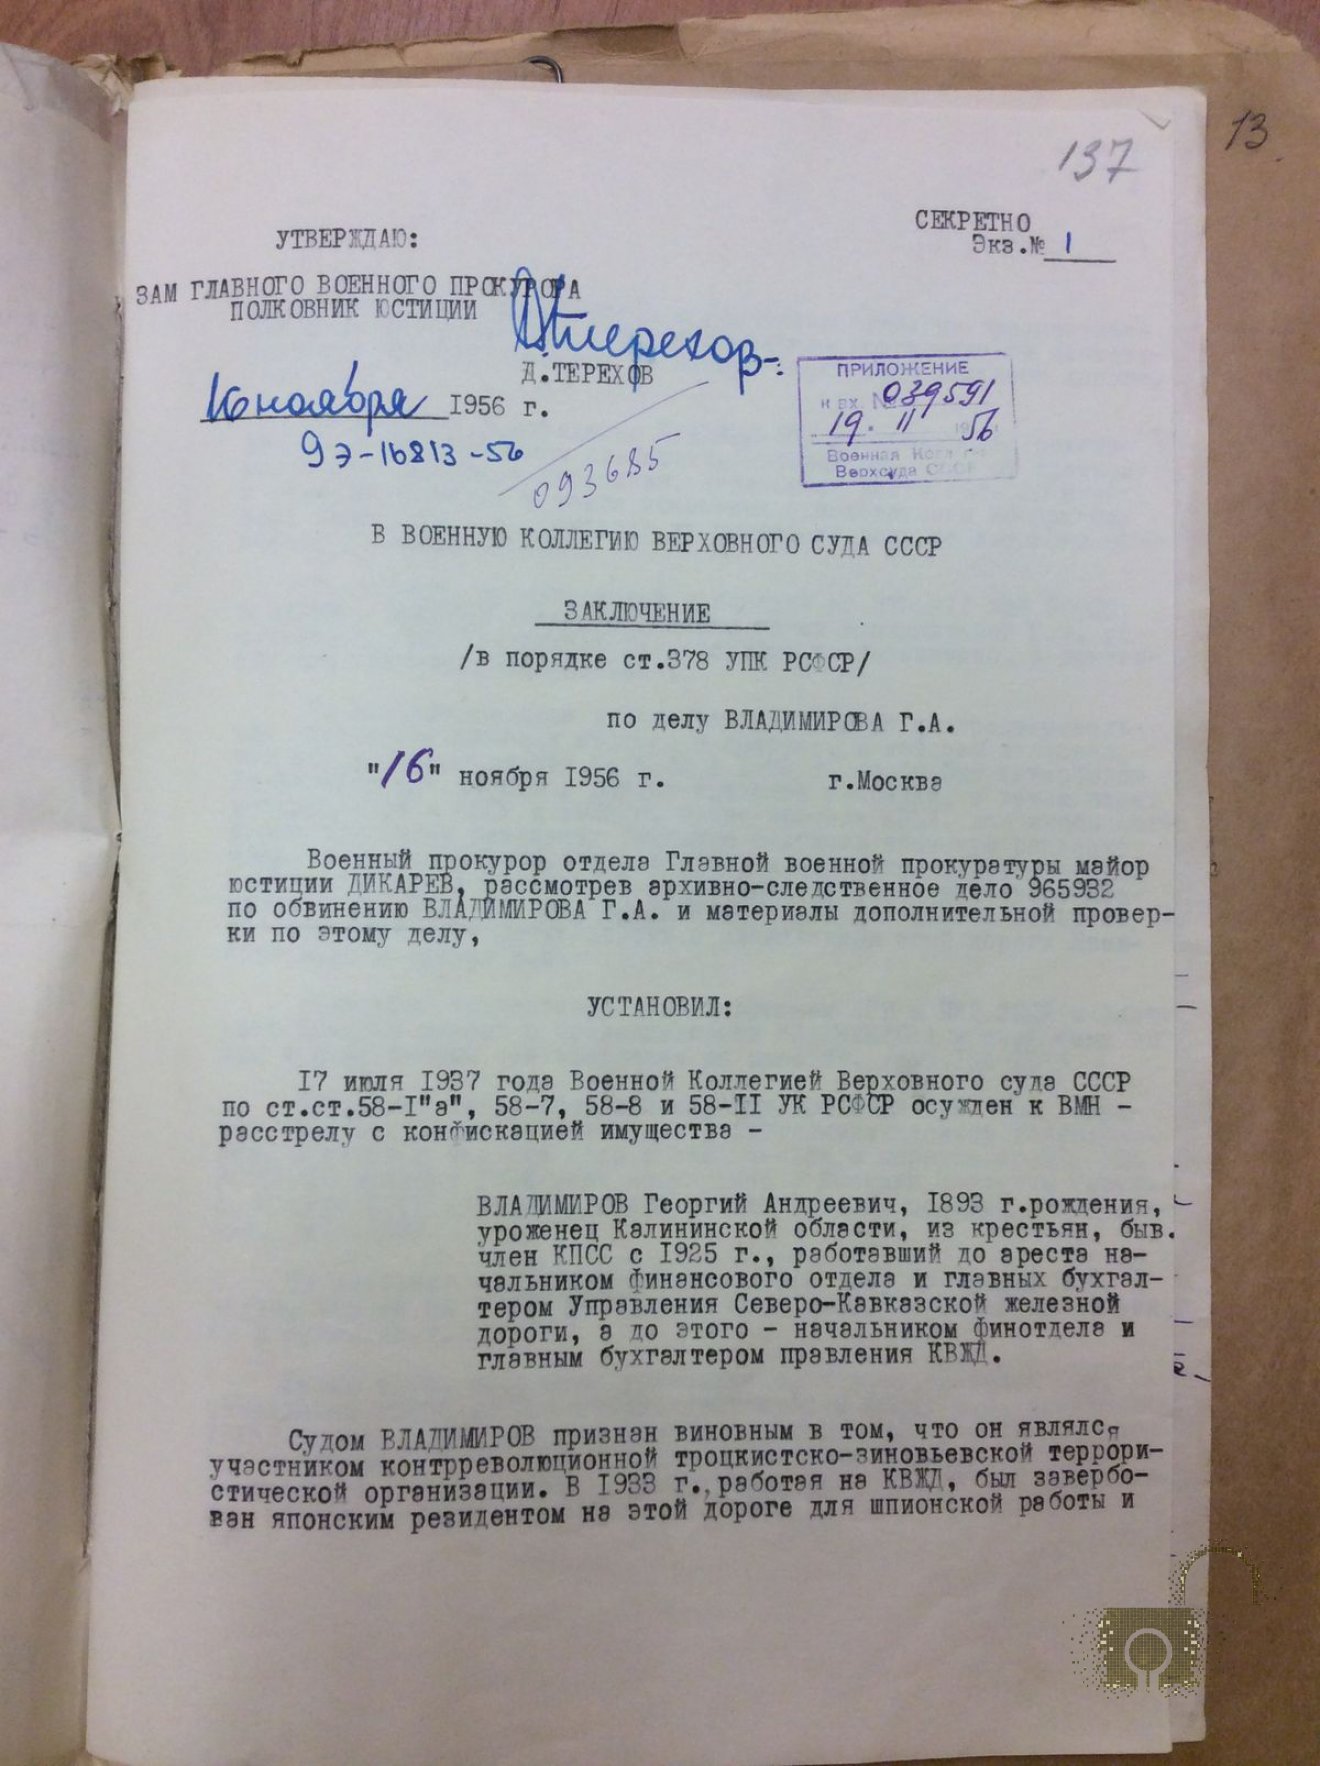 13
137
СЕКРЕТНО
Экз.№ 1
УТВЕРЖДАЮ:
ЗАМ ГЛАВНОГО ВОЕННОГО ПРОКУРОРА
ПОЛКОВНИК ЮСТИЦИИ
Д.Терехов
Д.ТЕРЕХОВ
16 ноября 1956 г.
9э-16813-56
093685
ПРИЛОЖЕНИЕ
к вх № 039591
19. 11 1956
Военная Кол
Верхсуда СССР
В ВОЕННУЮ КОЛЛЕГИЮ ВЕРХОВНОГО СУДА СССР
ЗАКЛЮЧЕНИЕ
/в порядке ст.378 УПК РСФСР/
по делу ВЛАДИМИРОВА Г.А.
"16" ноября 1956 г. г.Москва
Военный прокурор отдела Главной военной прокуратуры майор
юстиции ДИКАРЕВ, рассмотрев архивно-следственное дело 965932
по обвинению ВЛАДИМИРОВА Г.А. и материалы дополнительной провер-
ки по этому делу,
УСТАНОВИЛ:
17 июля 1937 года Военной Коллегией Верховного суда СССР
по ст.ст.58-I"а", 58-7, 58-8 и 58-II УК РСФСР осужден к ВМН -
расстрелу с конфискацией имущества -
ВЛАДИМИРОВ Георгий Андреевич, 1893 г.рождения,
уроженец Калининской области, из крестьян, быв.
член КПСС с 1925 г., работавший до ареста на-
чальником финансового отдела и главных бухгал-
тером Управления Северо-Кавказской железной
дороги, а до этого - начальником финотдела и
главным бухгалтером правления КВЖД.
Судом ВЛАДИМИРОВ признан виновным в том, что он являлся
участником контрреволюционной троцкистско-зиновьевской террори-
стической организации. В 1933 г., работая на КВЖД, был завербо-
ван японским резидентом на этой дороге для шпионской работы и